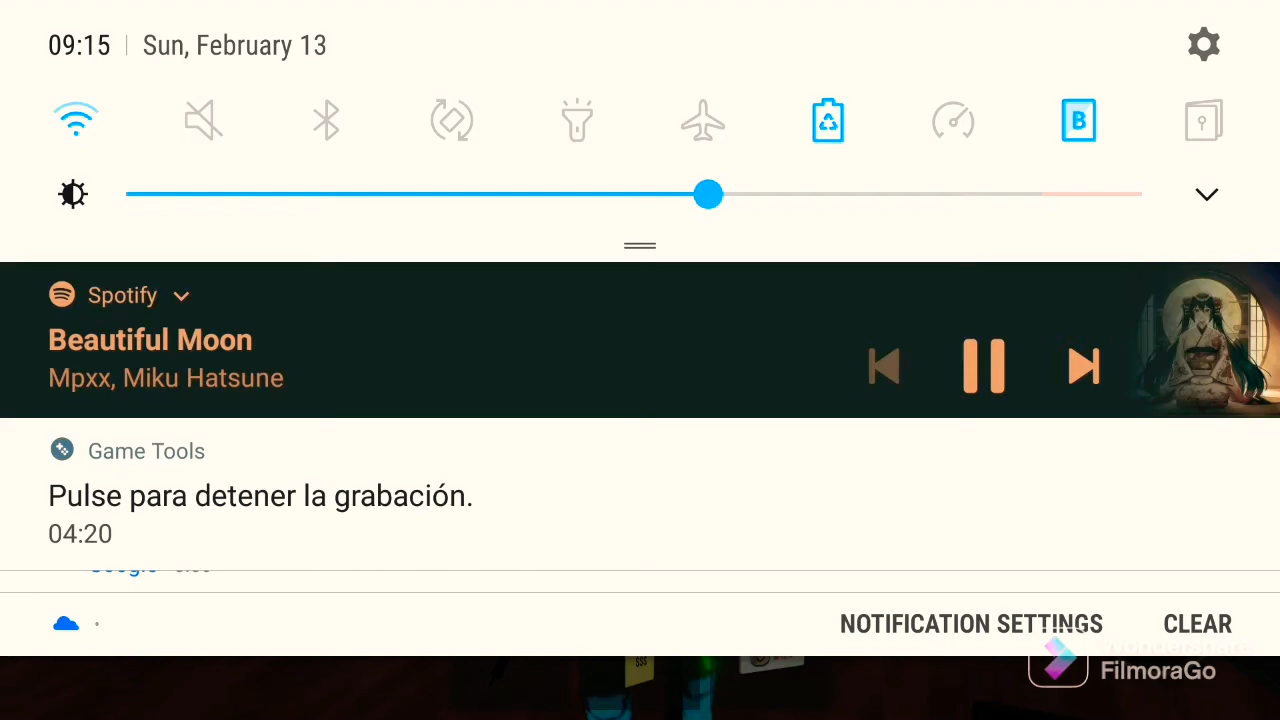 09:15 | Sun, February 13
B
Spotify
Beautiful Moon
Mpxx, Miku Hatsune
Game Tools
Pulse para detener la grabación.
04:20
NOTIFICATION SETTINGS CLEAR
$$$
FilmoraGo